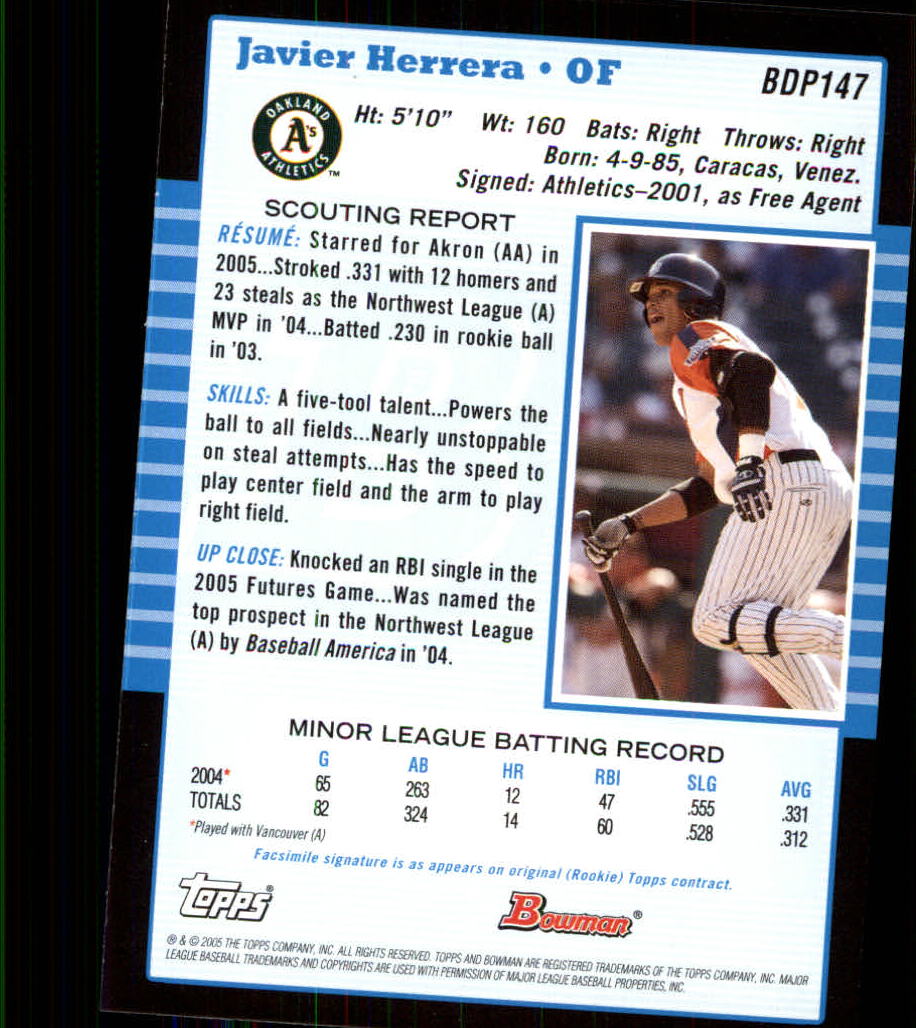 Javier Herrera • OF
BDP147
OAKLAND A's ATHLETICS ™
Ht: 5'10" Wt: 160 Bats: Right Throws: Right
Born: 4-9-85, Caracas, Venez.
Signed: Athletics–2001, as Free Agent
SCOUTING REPORT
RÉSUMÉ: Starred for Akron (AA) in
2005...Stroked .331 with 12 homers and
23 steals as the Northwest League (A)
MVP in '04...Batted .230 in rookie ball
in '03.
SKILLS: A five-tool talent...Powers the
ball to all fields...Nearly unstoppable
on steal attempts...Has the speed to
play center field and the arm to play
right field.
UP CLOSE: Knocked an RBI single in the
2005 Futures Game...Was named the
top prospect in the Northwest League
(A) by Baseball America in '04.
MINOR LEAGUE BATTING RECORD
G AB HR RBI SLG AVG
2004* 65 263 12 47 .555 .331
TOTALS 82 324 14 60 .528 .312
*Played with Vancouver (A)
Facsimile signature is as appears on original (Rookie) Topps contract.
Topps® Bowman®
® & © 2005 THE TOPPS COMPANY, INC. ALL RIGHTS RESERVED. TOPPS AND BOWMAN ARE REGISTERED TRADEMARKS OF THE TOPPS COMPANY, INC. MAJOR
LEAGUE BASEBALL TRADEMARKS AND COPYRIGHTS ARE USED WITH PERMISSION OF MAJOR LEAGUE BASEBALL PROPERTIES, INC.